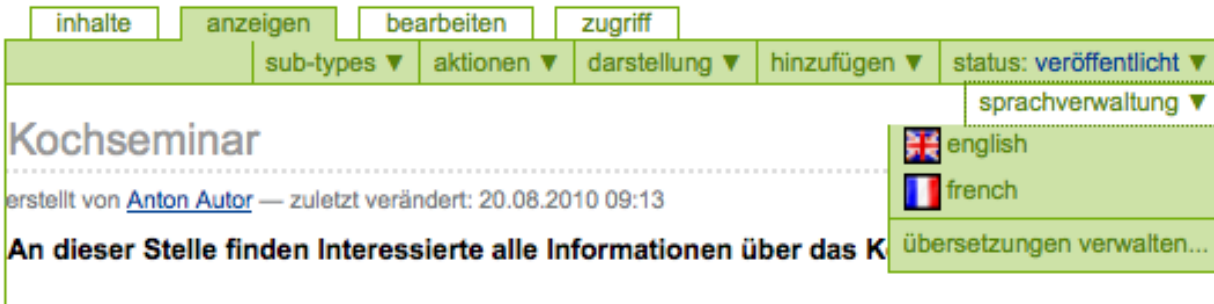 inhalte anzeigen bearbeiten zugriff
sub-types ▼ aktionen ▼ darstellung ▼ hinzufügen ▼ status: veröffentlicht ▼
sprachverwaltung ▼
english
french
übersetzungen verwalten...
Kochseminar
erstellt von Anton Autor — zuletzt verändert: 20.08.2010 09:13
An dieser Stelle finden Interessierte alle Informationen über das